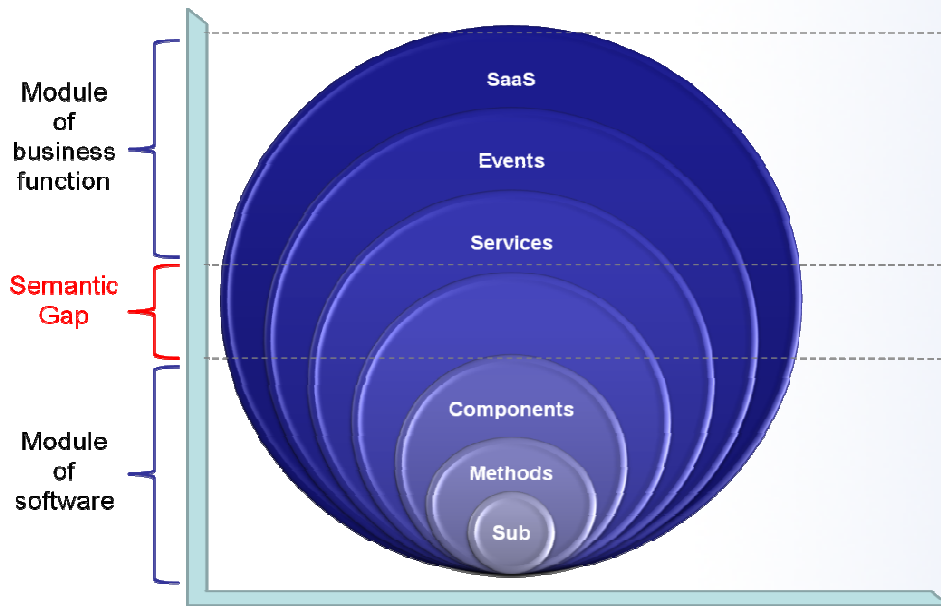 SaaS
Module
of
business
function
Events
Services
Semantic
Gap
Components
Module
of
software
Methods
Sub